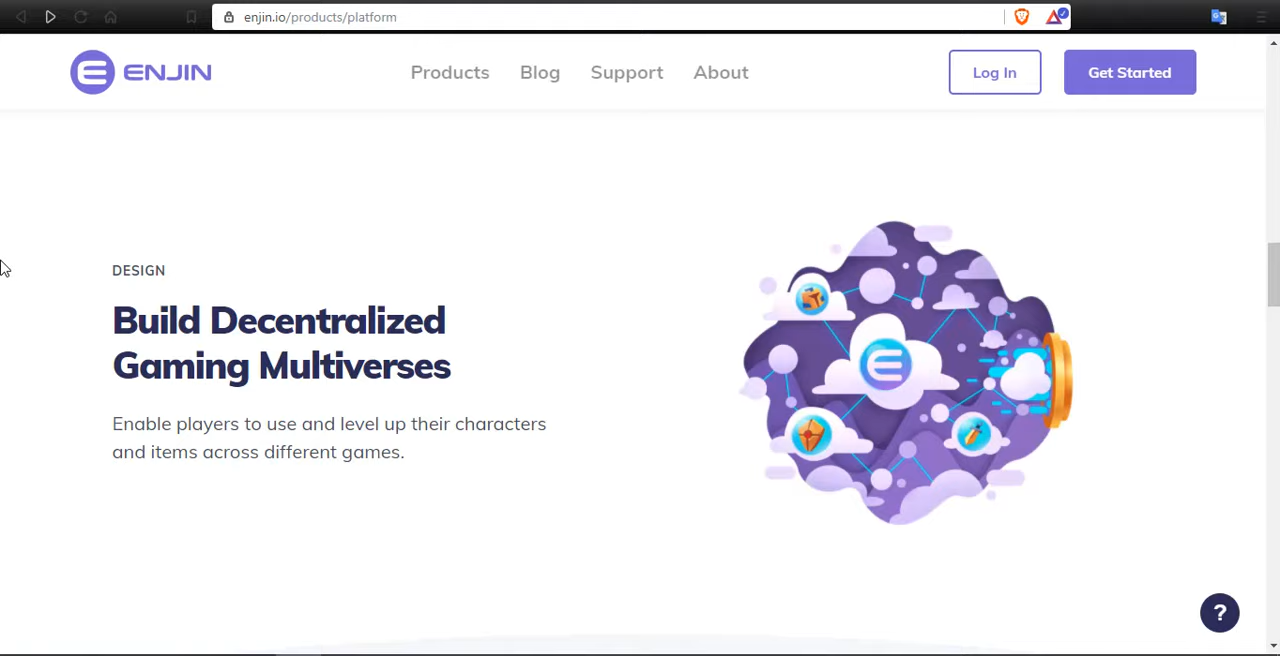 enjin.io/products/platform
ENJIN
Products
Blog
Support
About
Log In
Get Started
DESIGN
Build Decentralized
Gaming Multiverses
Enable players to use and level up their characters
and items across different games.
?